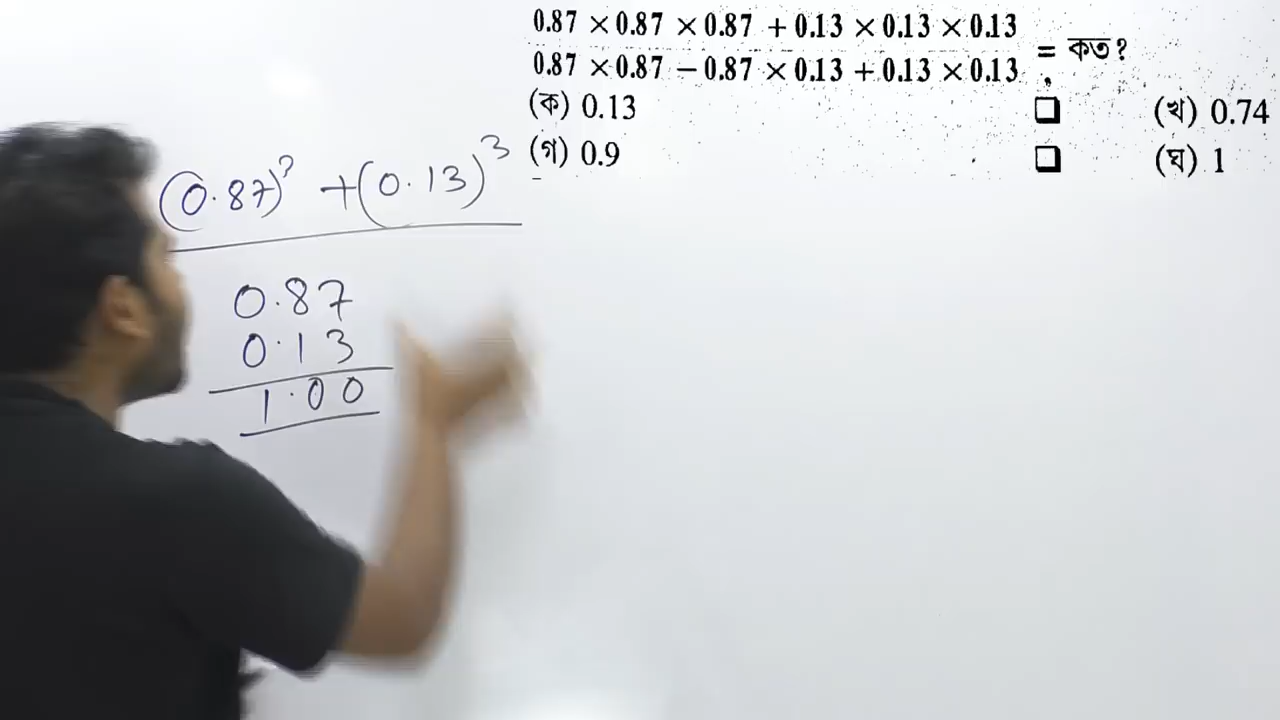 0.87 × 0.87 × 0.87 + 0.13 × 0.13 × 0.13
0.87 × 0.87 − 0.87 × 0.13 + 0.13 × 0.13
= কত?
(ক) 0.13
(খ) 0.74
(গ) 0.9
(ঘ) 1
(0.87)³ + (0.13)³
0.87
0.13
1.00